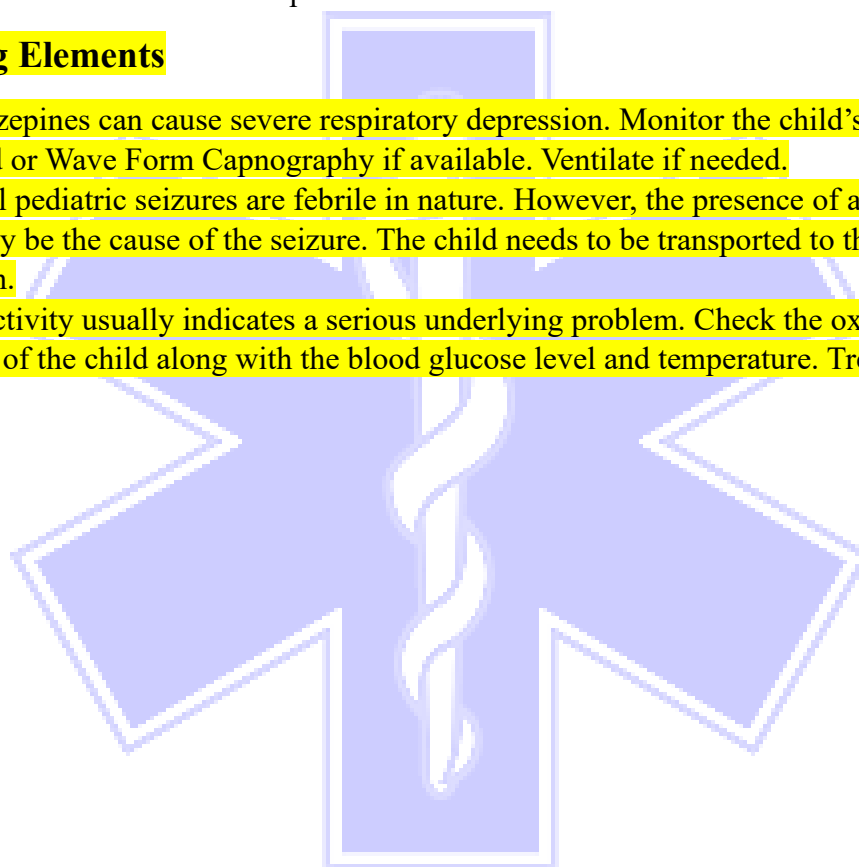 g Elements
zepines can cause severe respiratory depression. Monitor the child's
or Wave Form Capnography if available. Ventilate if needed.
l pediatric seizures are febrile in nature. However, the presence of a
y be the cause of the seizure. The child needs to be transported to th
n.
ctivity usually indicates a serious underlying problem. Check the ox
of the child along with the blood glucose level and temperature. Tre